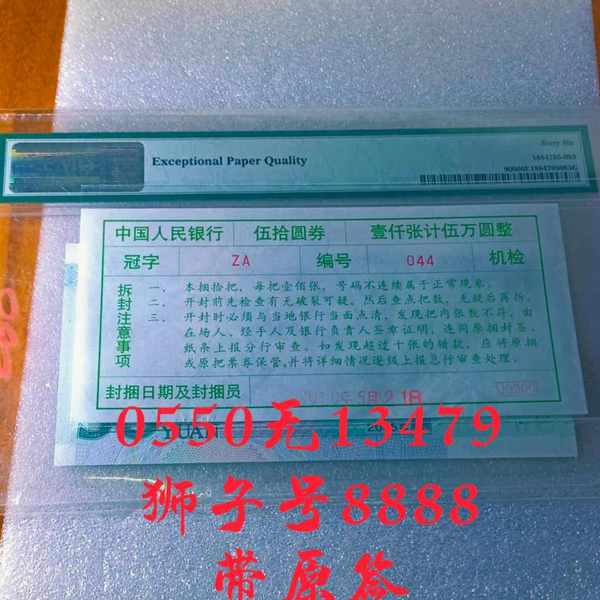 Exceptional Paper Quality
中国人民银行 伍拾圆券 壹仟张计伍万圆整
冠字 ZA 编号 044 机检
拆封注意事项
一、本捆拾把，每把壹佰张，号码不连续属于正常现象。
二、开封前先检查有无破裂可疑，然后查点把数，无疑后再拆。
三、开封时必须与当地银行当面点清，发现把内张数不符，由
在场人、经手人及银行负责人签章证明，连同原捆封签、
纸条上报分行审查，如发现超过十张的错款，应将原捆
或原把票券保管，并将详细情况逐级上报总行审查处理。
封捆日期及封捆员
YUAN
0550无13479
狮子号8888
带原签